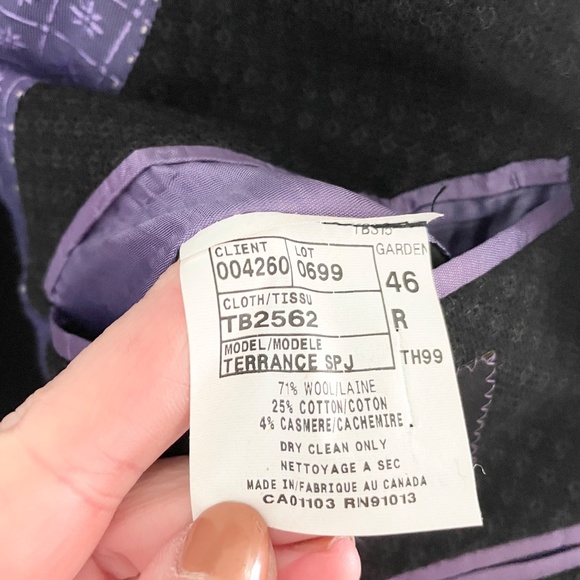 TBS15
CLIENT LOT GARDEN
004260 0699 46
CLOTH/TISSU
TB2562 R
MODEL/MODELE
TERRANCE SPJ TH99
71% WOOL/LAINE
25% COTTON/COTON
4% CASMERE/CACHEMIRE .
DRY CLEAN ONLY
NETTOYAGE A SEC
MADE IN/FABRIQUE AU CANADA
CA01103 RN91013